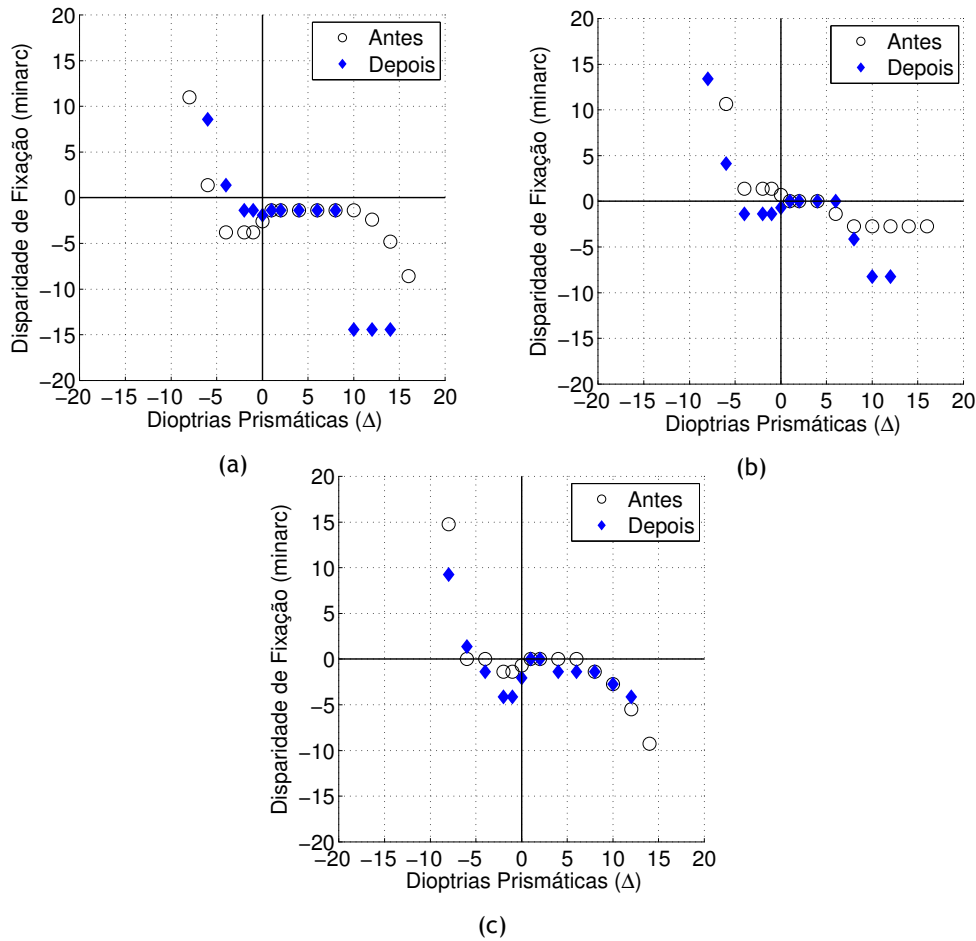 20
15
10
5
0
−5
−10
−15
−20
−20 −15 −10 −5 0 5 10 15 20
Disparidade de Fixação (minarc)
Dioptrias Prismáticas (Δ)
Antes
Depois
(a)
20
15
10
5
0
−5
−10
−15
−20
−20 −15 −10 −5 0 5 10 15 20
Disparidade de Fixação (minarc)
Dioptrias Prismáticas (Δ)
Antes
Depois
(b)
20
15
10
5
0
−5
−10
−15
−20
−20 −15 −10 −5 0 5 10 15 20
Disparidade de Fixação (minarc)
Dioptrias Prismáticas (Δ)
Antes
Depois
(c)